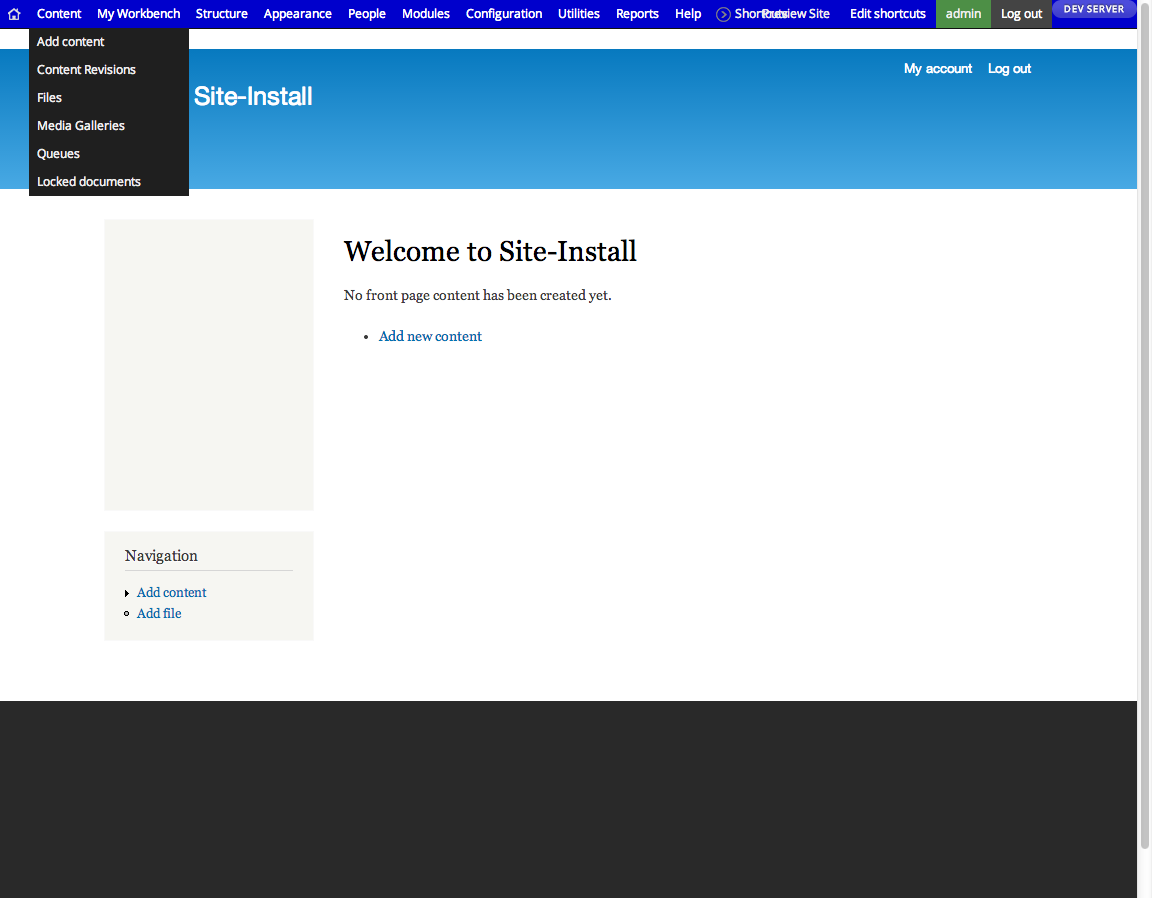 Content My Workbench Structure Appearance People Modules Configuration Utilities Reports Help Shortcuts Preview Site Edit shortcuts admin Log out DEV SERVER
Add content
Content Revisions
Files
Media Galleries
Queues
Locked documents
My account Log out
Site-Install
Welcome to Site-Install
No front page content has been created yet.
Add new content
Navigation
Add content
Add file